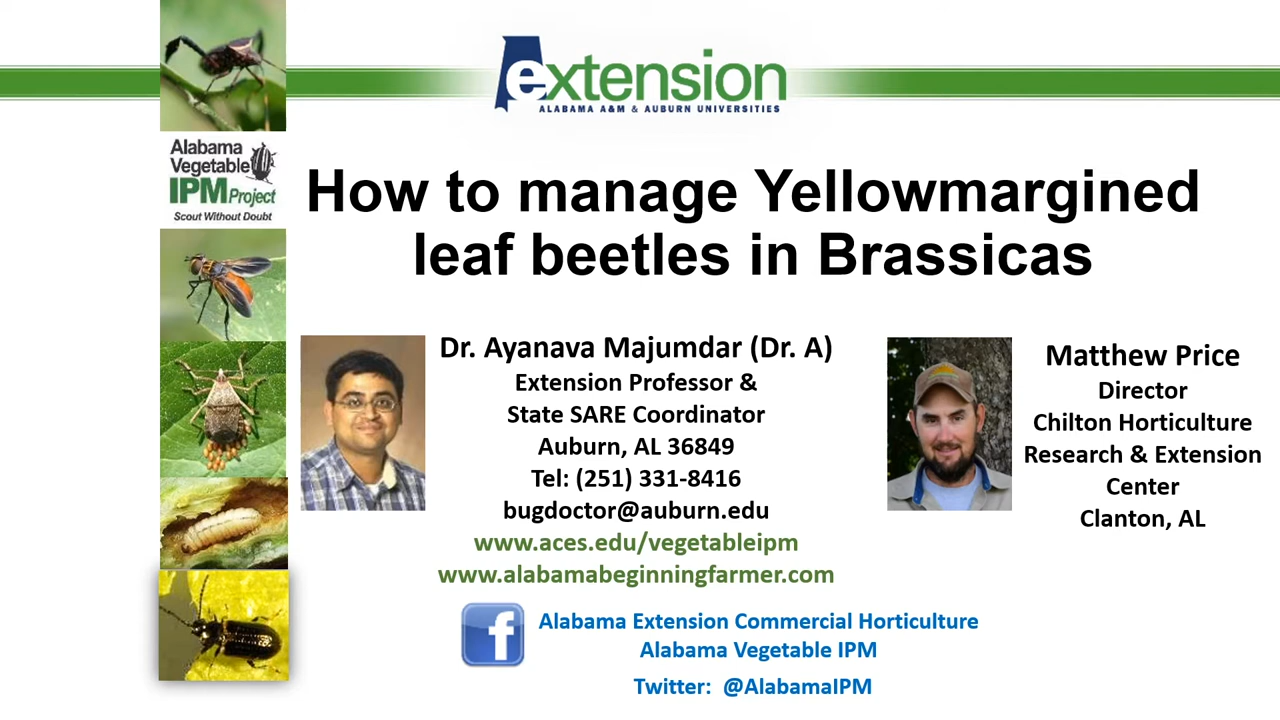 extension
ALABAMA A&M & AUBURN UNIVERSITIES
Alabama
Vegetable
IPM Project
Scout Without Doubt
How to manage Yellowmargined
leaf beetles in Brassicas
Dr. Ayanava Majumdar (Dr. A)
Extension Professor &
State SARE Coordinator
Auburn, AL 36849
Tel: (251) 331-8416
bugdoctor@auburn.edu
www.aces.edu/vegetableipm
www.alabamabeginningfarmer.com
Matthew Price
Director
Chilton Horticulture
Research & Extension
Center
Clanton, AL
f
Alabama Extension Commercial Horticulture
Alabama Vegetable IPM
Twitter: @AlabamaIPM